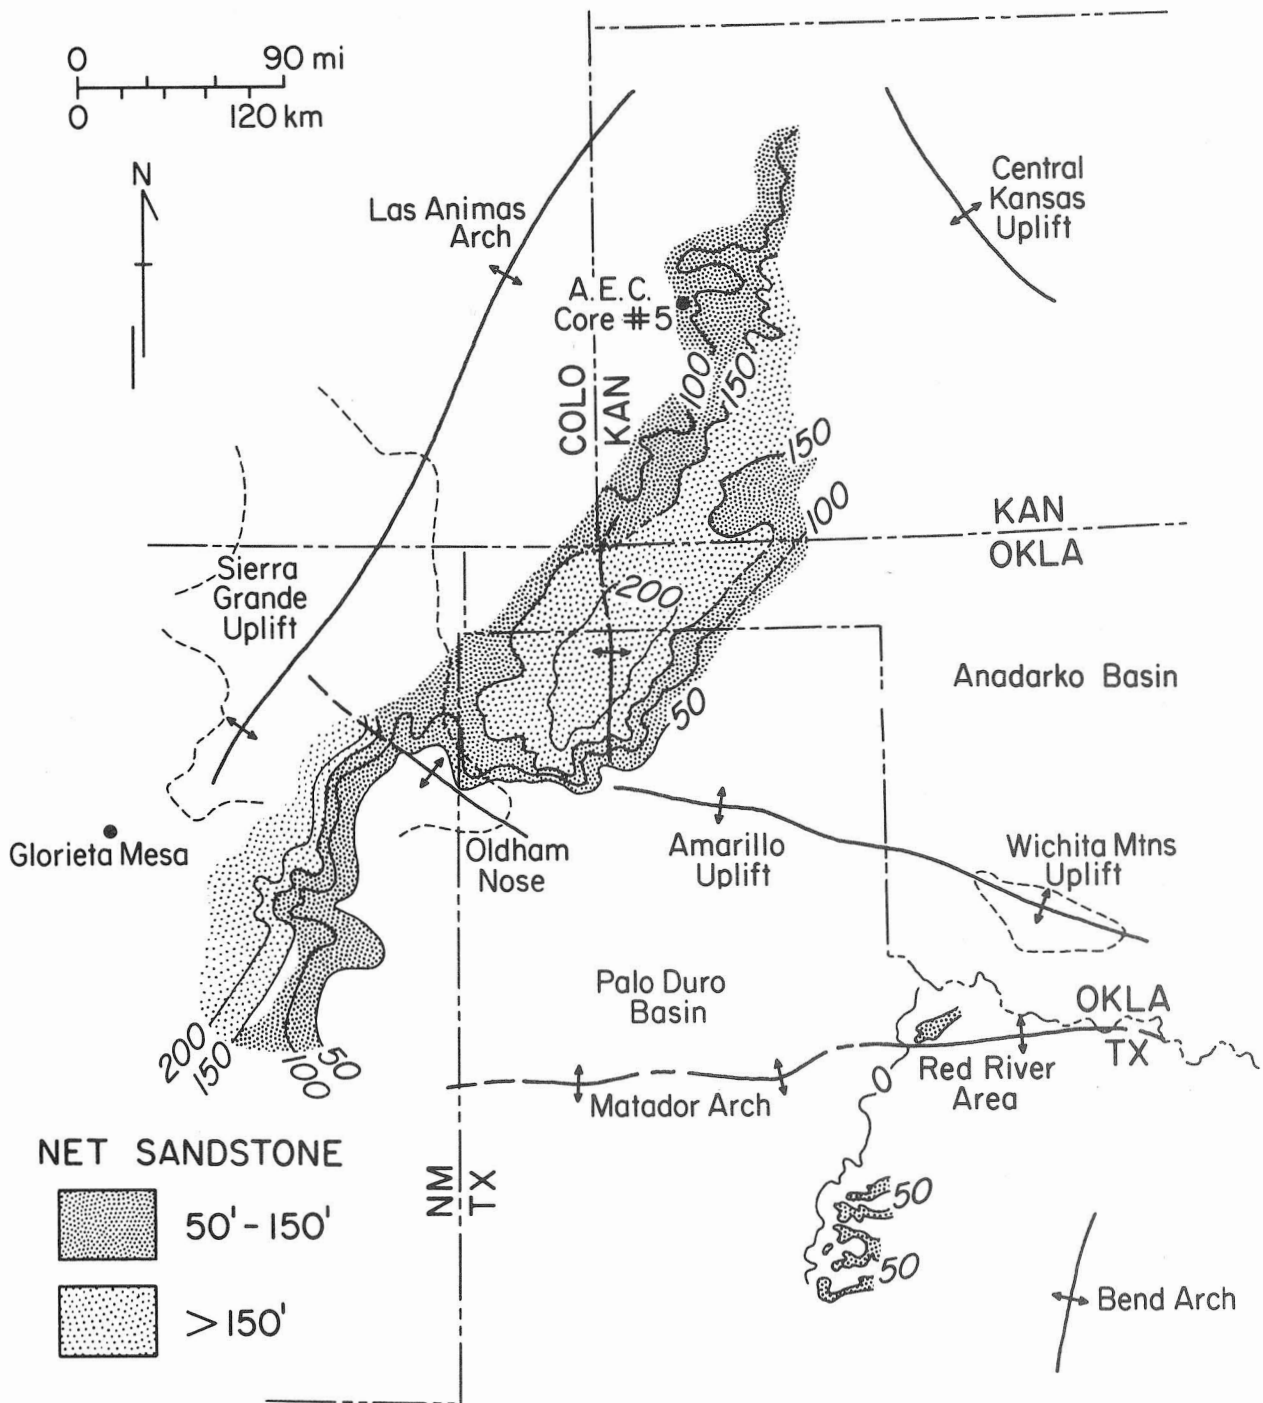 0 90 mi
0 120 km
N
Las Animas
Arch
Central
Kansas
Uplift
A.E.C.
Core #5
COLO
KAN
100
150
150
100
KAN
OKLA
Sierra
Grande
Uplift
200
Anadarko Basin
50
Glorieta Mesa
Oldham
Nose
Amarillo
Uplift
Wichita Mtns
Uplift
Palo Duro
Basin
OKLA
TX
200
150
100
50
0
Red River
Area
Matador Arch
NET SANDSTONE
50'-150'
>150'
NM
TX
50
50
Bend Arch